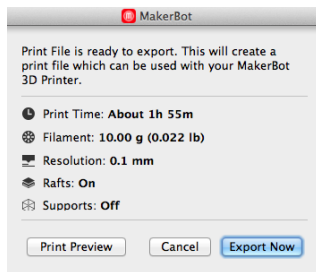 MakerBot
Print File is ready to export. This will create a
print file which can be used with your MakerBot
3D Printer.
Print Time: About 1h 55m
Filament: 10.00 g (0.022 lb)
Resolution: 0.1 mm
Rafts: On
Supports: Off
Print Preview Cancel Export Now